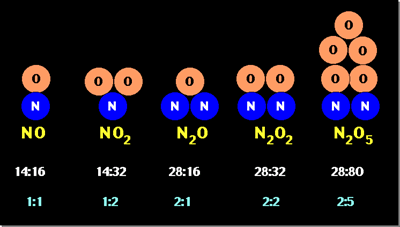 O
O O
O O O O O O O O
N N N N N N N N
NO NO₂ N₂O N₂O₂ N₂O₅
14:16 14:32 28:16 28:32 28:80
1:1 1:2 2:1 2:2 2:5